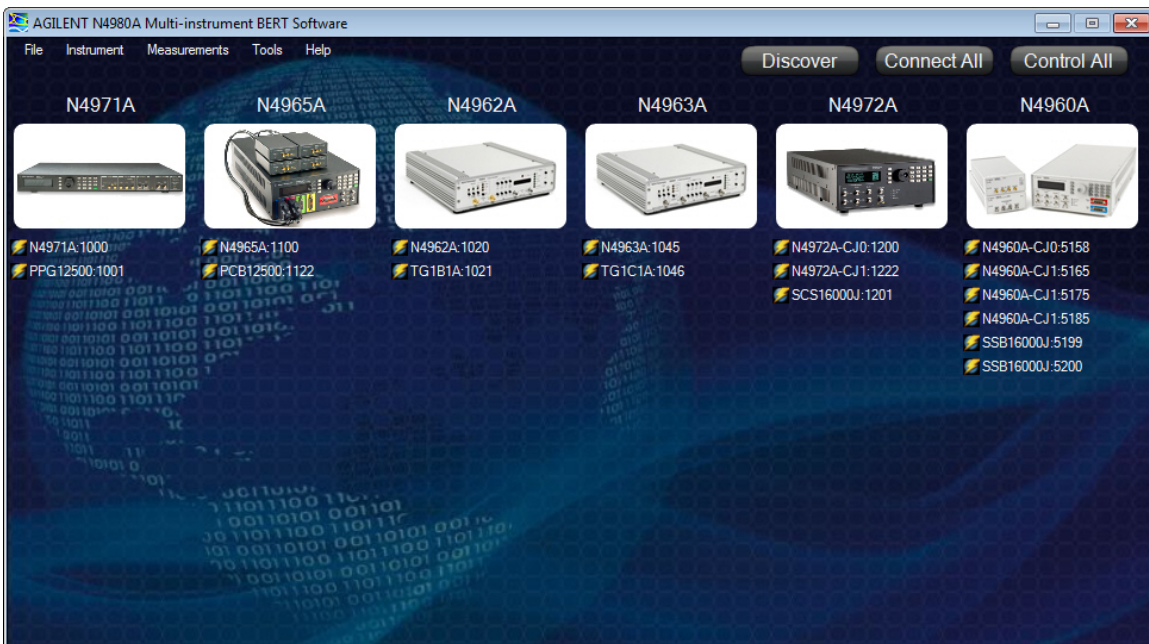 AGILENT N4980A Multi-instrument BERT Software
File Instrument Measurements Tools Help
Discover Connect All Control All
N4971A N4965A N4962A N4963A N4972A N4960A
N4971A:1000 N4965A:1100 N4962A:1020 N4963A:1045 N4972A-CJ0:1200 N4960A-CJ0:5158
PPG12500:1001 PCB12500:1122 TG1B1A:1021 TG1C1A:1046 N4972A-CJ1:1222 N4960A-CJ1:5165
SCS16000J:1201 N4960A-CJ1:5175
N4960A-CJ1:5185
SSB16000J:5199
SSB16000J:5200